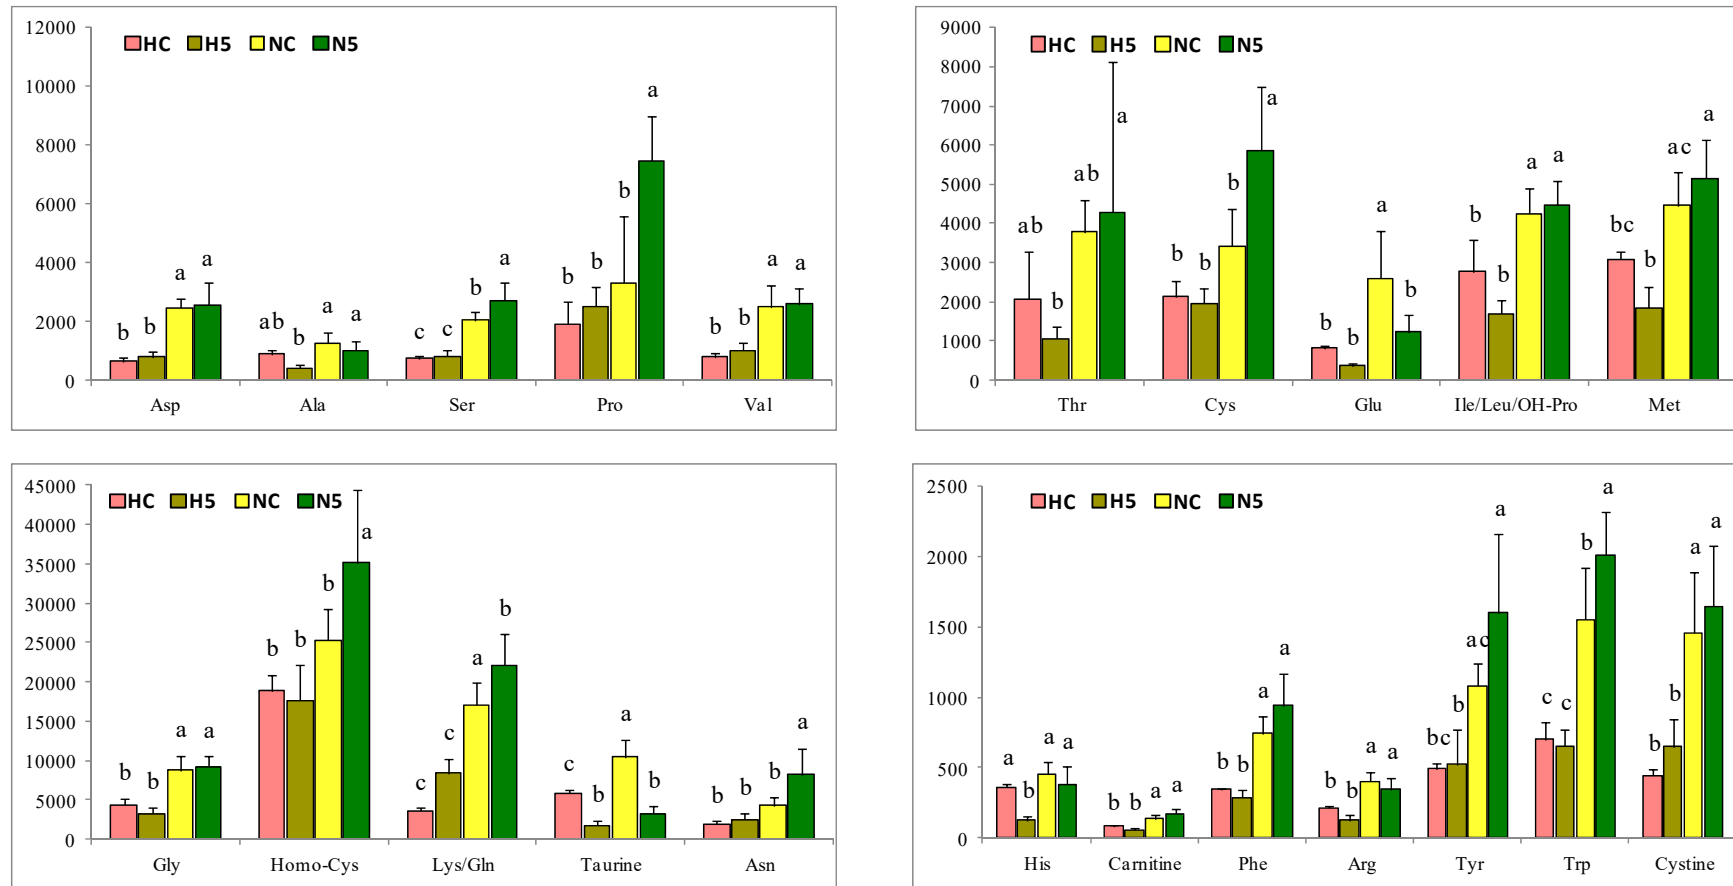 12000
10000
8000
6000
4000
2000
0
HC H5 NC N5
b b a a
ab b a a
c c b a
b b b a
b b a a
Asp Ala Ser Pro Val
9000
8000
7000
6000
5000
4000
3000
2000
1000
0
HC H5 NC N5
ab b ab a
b b b a
b b a b
b b a a
bc b ac a
Thr Cys Glu Ile/Leu/OH-Pro Met
45000
40000
35000
30000
25000
20000
15000
10000
5000
0
HC H5 NC N5
b b a a
b b b a
c c a b
c b a b
b b b a
Gly Homo-Cys Lys/Gln Taurine Asn
2500
2000
1500
1000
500
0
HC H5 NC N5
a b a a
b b a a
b b a a
b b a a
bc b ac a
c c b a
b b a a
His Carnitine Phe Arg Tyr Trp Cystine